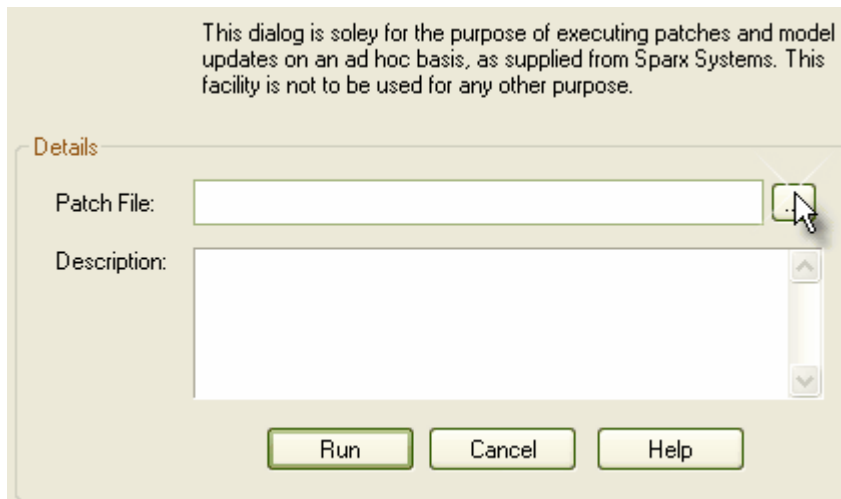 This dialog is soley for the purpose of executing patches and model
updates on an ad hoc basis, as supplied from Sparx Systems. This
facility is not to be used for any other purpose.
Details
Patch File:
...
Description:
Run Cancel Help